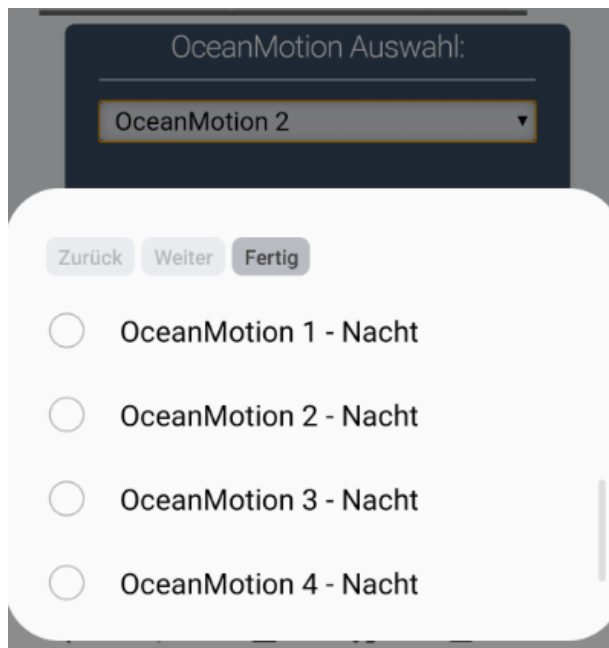 OceanMotion Auswahl:
OceanMotion 2
Zurück Weiter Fertig
OceanMotion 1 - Nacht
OceanMotion 2 - Nacht
OceanMotion 3 - Nacht
OceanMotion 4 - Nacht